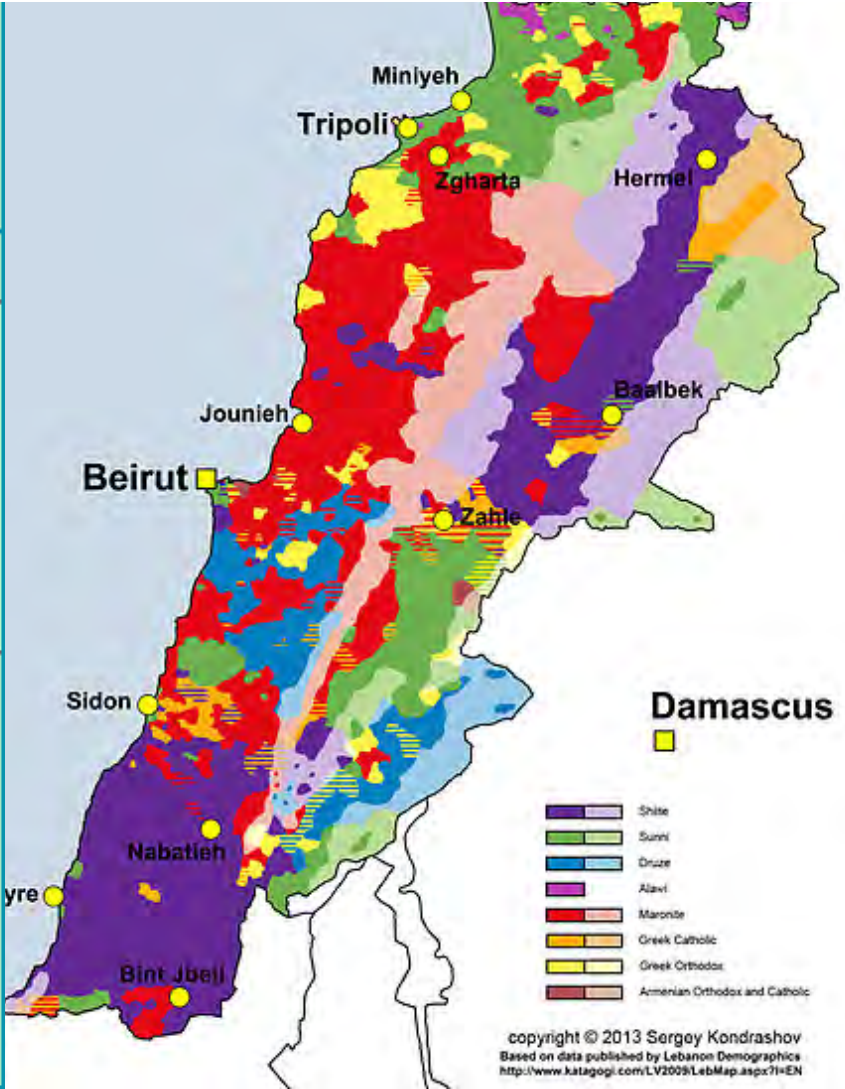 Miniyeh
Tripoli
Zgharta
Hermel
Baalbek
Jounieh
Beirut
Zahle
Sidon
Damascus
Nabatieh
yre
Bint Jbeil
Shiite
Sunni
Druze
Alawi
Maronite
Greek Catholic
Greek Orthodox
Armenian Orthodox and Catholic
copyright © 2013 Sergey Kondrashov
Based on data published by Lebanon Demographics
http://www.katagogi.com/LV2009/LebMap.aspx?l=EN